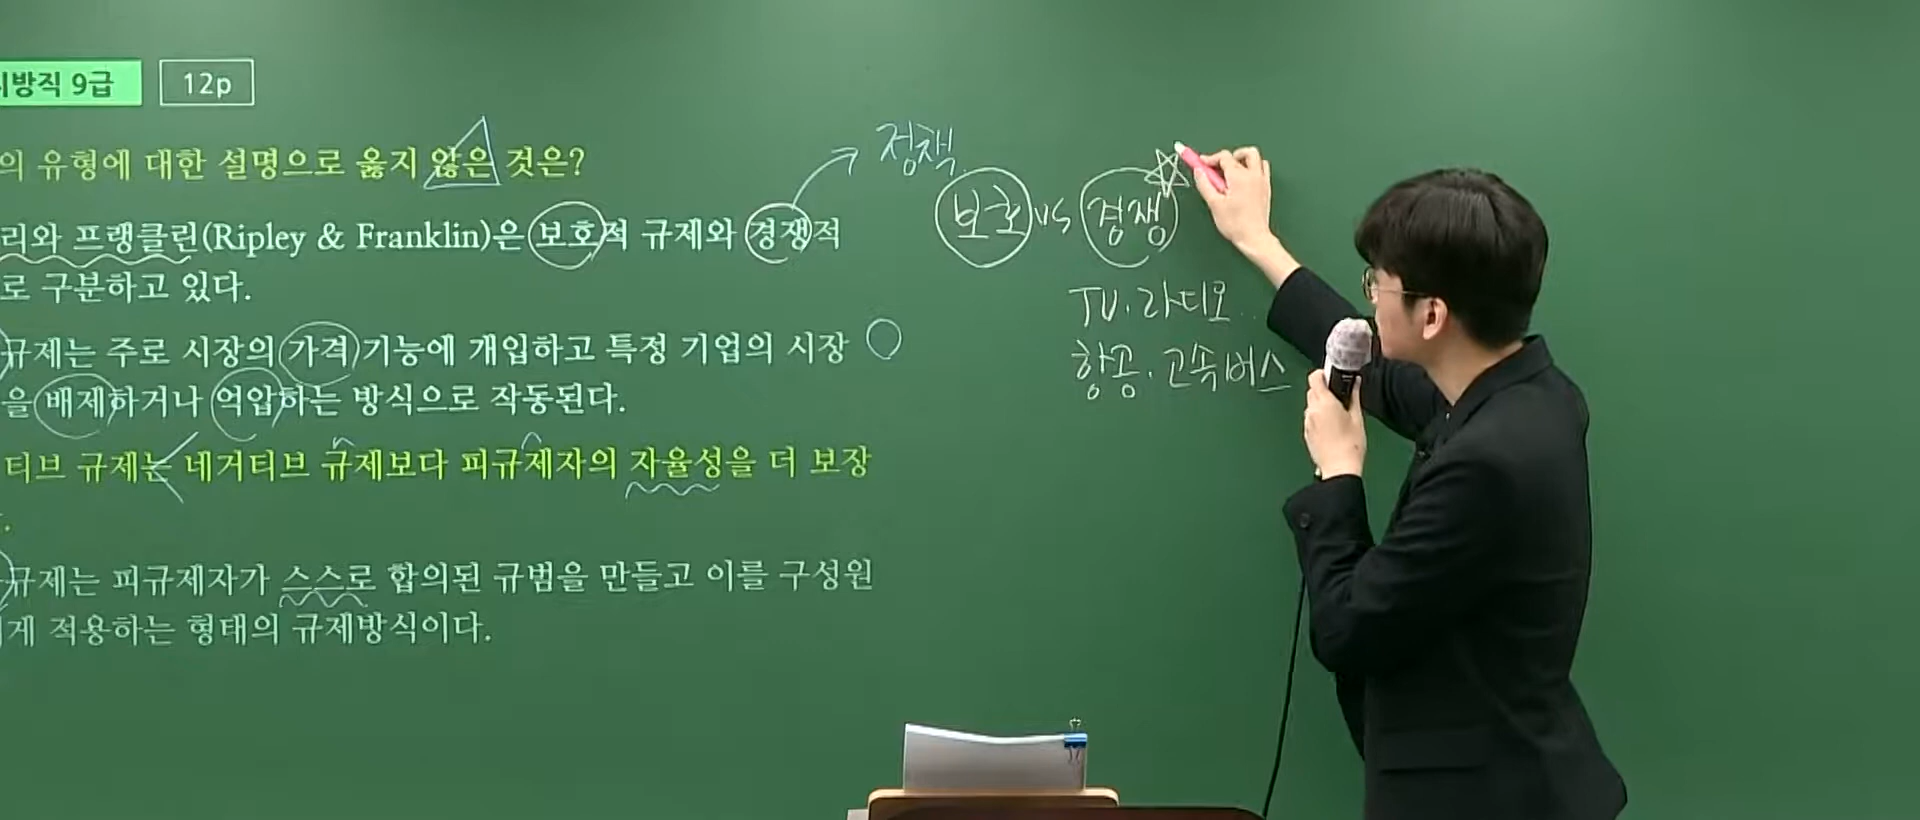 방직 9급
12p
의 유형에 대한 설명으로 옳지 않은 것은?
리와 프랭클린(Ripley & Franklin)은 보호적 규제와 경쟁적
로 구분하고 있다.
규제는 주로 시장의 가격 기능에 개입하고 특정 기업의 시장
을 배제하거나 억압하는 방식으로 작동된다.
티브 규제는 네거티브 규제보다 피규제자의 자율성을 더 보장
.
규제는 피규제자가 스스로 합의된 규범을 만들고 이를 구성원
게 적용하는 형태의 규제방식이다.
정책
보호 vs 경쟁
TV·라디오..
항공·고속버스